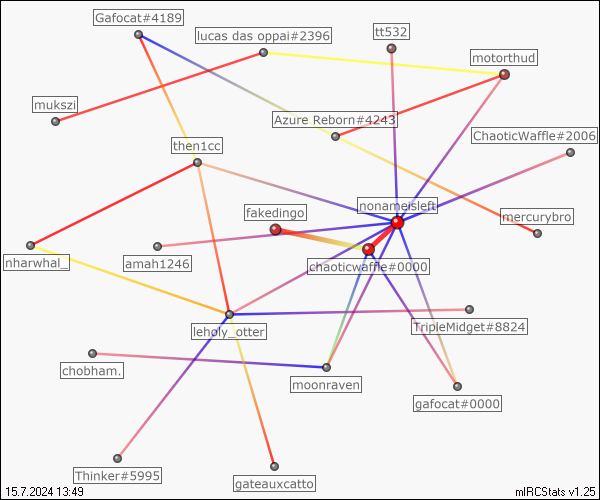 Gafocat#4189
lucas das oppai#2396
tt532
motorthud
mukszi
Azure Reborn#4243
ChaoticWaffle#2006
then1cc
nonameisleft
fakedingo
mercurybro
nharwhal_
amah1246
chaoticwaffle#0000
leholy_otter
TripleMidget#8824
chobham.
moonraven
gafocat#0000
Thinker#5995
gateauxcatto
15.7.2024 13:49
mIRCStats v1.25